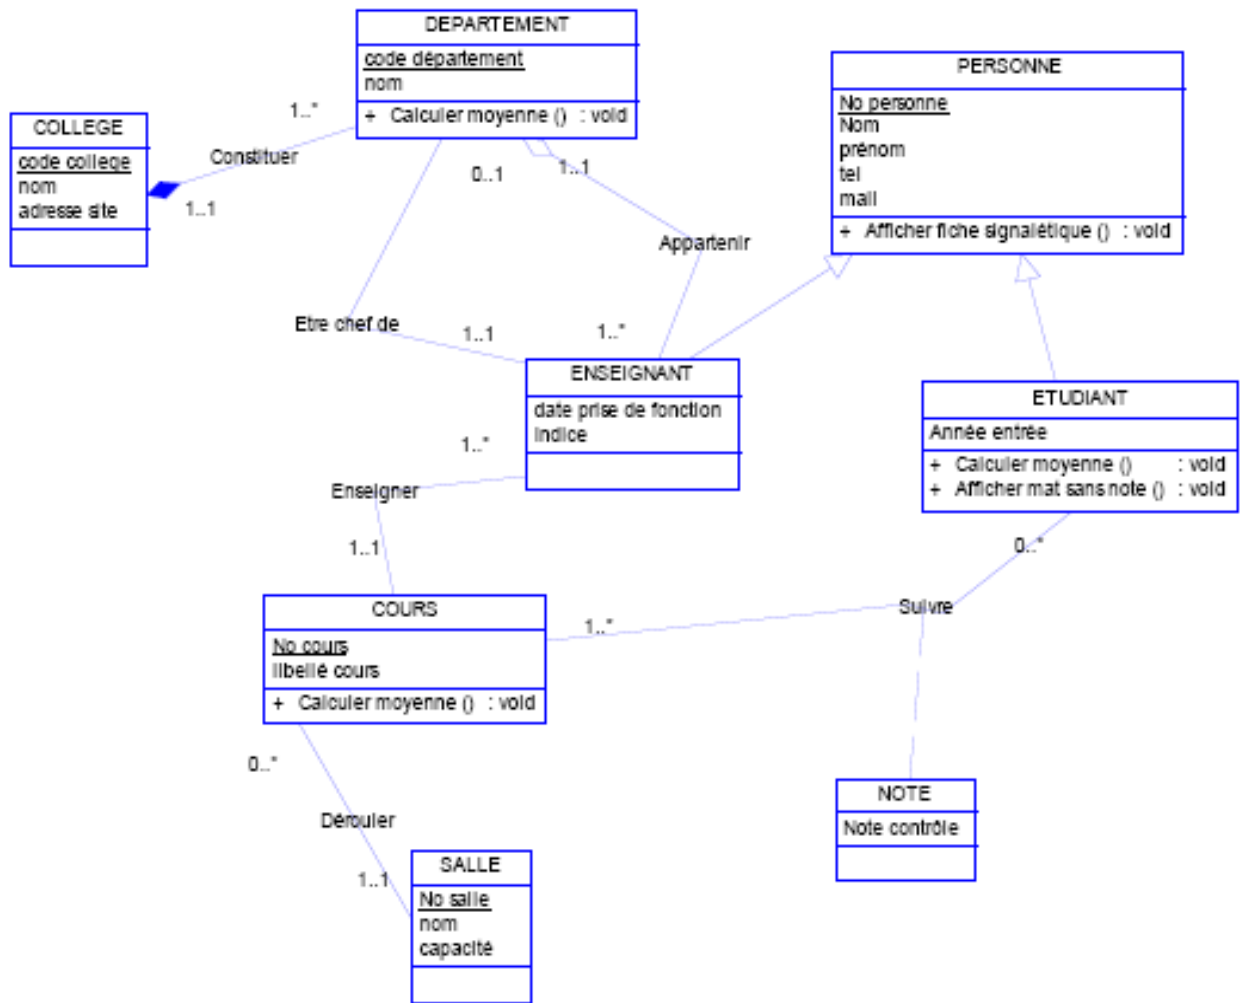 DEPARTEMENT
code département
nom
+ Calculer moyenne () : void
PERSONNE
No personne
Nom
prénom
tel
mail
+ Afficher fiche signalétique () : void
COLLEGE
code college
nom
adresse site
1..*
Constituer
1..1
0..1
1..1
Appartenir
Etre chef de
1..1
1..*
ENSEIGNANT
date prise de fonction
indice
ETUDIANT
Année entrée
+ Calculer moyenne () : void
+ Afficher mat sans note () : void
1..*
Enseigner
1..1
0..*
Suivre
1..*
COURS
No cours
libellé cours
+ Calculer moyenne () : void
0..*
Dérouler
1..1
SALLE
No salle
nom
capacité
NOTE
Note contrôle